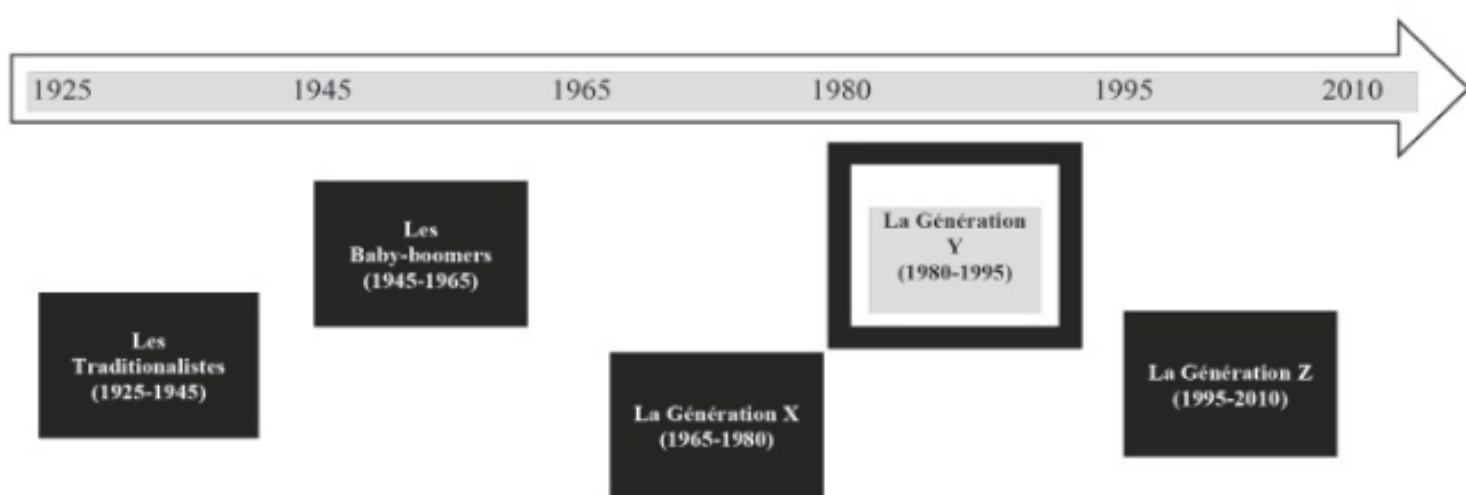 1925 1945 1965 1980 1995 2010
Les
Traditionalistes
(1925-1945)
Les
Baby-boomers
(1945-1965)
La Génération X
(1965-1980)
La Génération
Y
(1980-1995)
La Génération Z
(1995-2010)